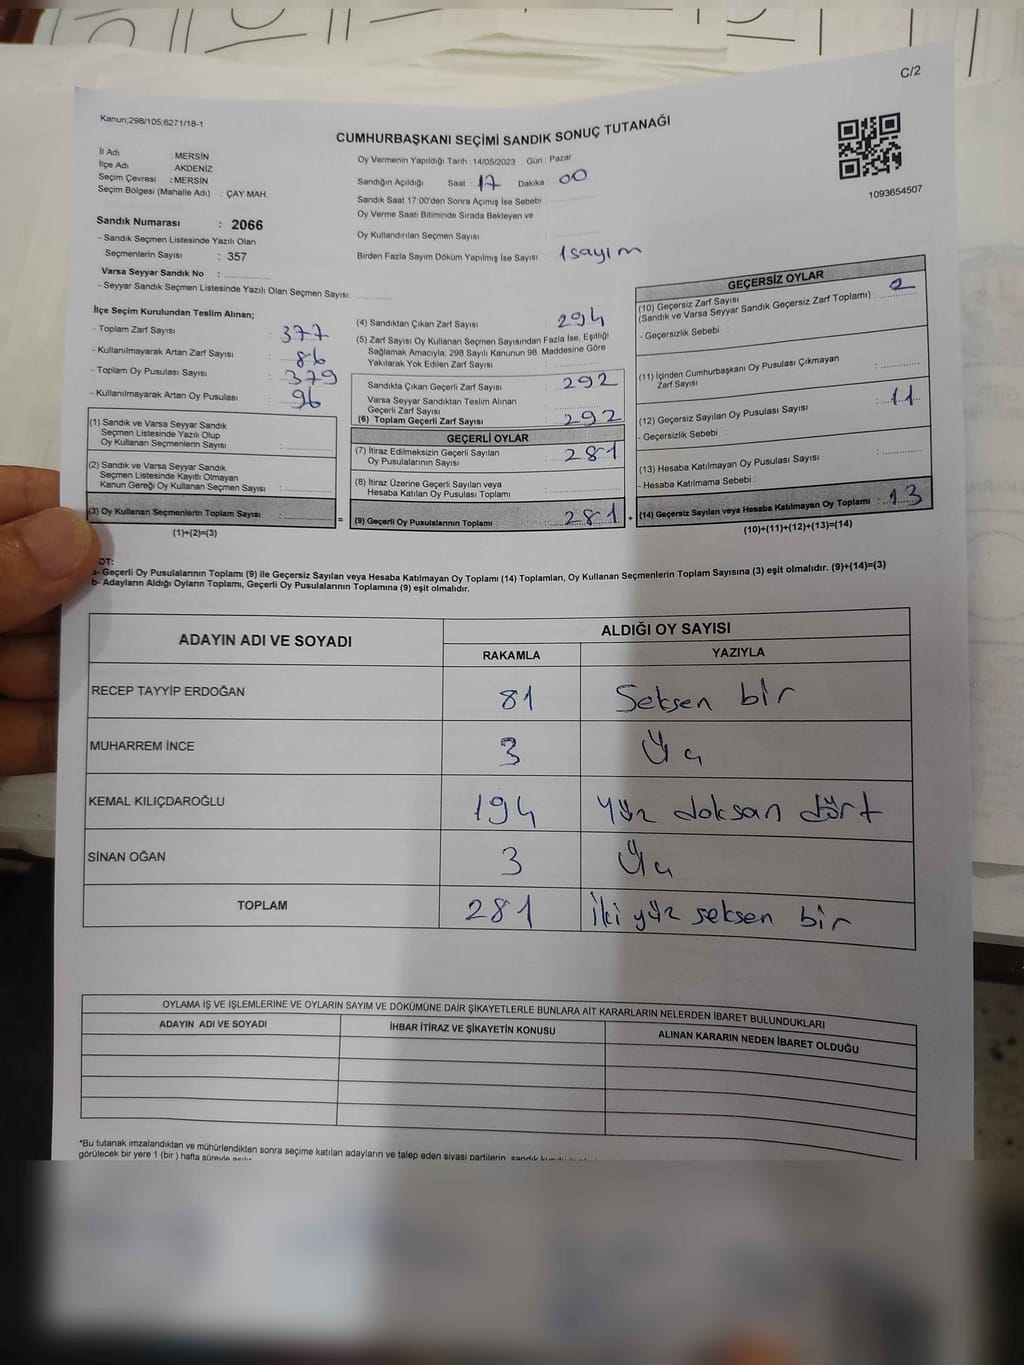 C/2
Kanun;298/105;6271/18-1
CUMHURBAŞKANI SEÇİMİ SANDIK SONUÇ TUTANAĞI
1093654507
İl Adı : MERSİN
İlçe Adı : AKDENİZ
Seçim Çevresi : MERSİN
Seçim Bölgesi (Mahalle Adı) : ÇAY MAH.
Sandık Numarası : 2066
- Sandık Seçmen Listesinde Yazılı Olan
Seçmenlerin Sayısı : 357
Varsa Seyyar Sandık No :
- Seyyar Sandık Seçmen Listesinde Yazılı Olan Seçmen Sayısı:
Oy Vermenin Yapıldığı Tarih : 14/05/2023 Gün : Pazar
Sandığın Açıldığı Saat : 17 Dakika : 00
Sandık Saat 17:00'den Sonra Açımış İse Sebebi :
Oy Verme Saati Bitiminde Sırada Bekleyen ve
Oy Kullandırılan Seçmen Sayısı :
Birden Fazla Sayım Döküm Yapılmış İse Sayısı : 1 sayım
İlçe Seçim Kurulundan Teslim Alınan;
- Toplam Zarf Sayısı : 377
- Kullanılmayarak Artan Zarf Sayısı : 86
- Toplam Oy Pusulası Sayısı : 379
- Kullanılmayarak Artan Oy Pusulası : 96
(1) Sandık ve Varsa Seyyar Sandık
Seçmen Listesinde Yazılı Olup
Oy Kullanan Seçmenlerin Sayısı :
(2) Sandık ve Varsa Seyyar Sandık
Seçmen Listesinde Kayıtlı Olmayan
Kanun Gereği Oy Kullanan Seçmen Sayısı :
(3) Oy Kullanan Seçmenlerin Toplam Sayısı :
(1)+(2)=(3)
=
(4) Sandıktan Çıkan Zarf Sayısı : 294
(5) Zarf Sayısı Oy Kullanan Seçmen Sayısından Fazla İse, Eşitliği
Sağlamak Amacıyla, 298 Sayılı Kanunun 98. Maddesine Göre
Yakılarak Yok Edilen Zarf Sayısı :
Sandıkta Çıkan Geçerli Zarf Sayısı : 292
Varsa Seyyar Sandıktan Teslim Alınan
Geçerli Zarf Sayısı :
(6) Toplam Geçerli Zarf Sayısı : 292
GEÇERLİ OYLAR
(7) İtiraz Edilmeksizin Geçerli Sayılan
Oy Pusulalarının Sayısı : 281
(8) İtiraz Üzerine Geçerli Sayılan veya
Hesaba Katılan Oy Pusulası Toplamı :
(9) Geçerli Oy Pusulalarının Toplamı : 281
+
GEÇERSİZ OYLAR
(10) Geçersiz Zarf Sayısı
(Sandık ve Varsa Seyyar Sandık Geçersiz Zarf Toplamı) : 2
- Geçersizlik Sebebi :
(11) İçinden Cumhurbaşkanı Oy Pusulası Çıkmayan
Zarf Sayısı :
(12) Geçersiz Sayılan Oy Pusulası Sayısı : 11
- Geçersizlik Sebebi :
(13) Hesaba Katılmayan Oy Pusulası Sayısı :
- Hesaba Katılmama Sebebi :
(14) Geçersiz Sayılan veya Hesaba Katılmayan Oy Toplamı : 13
(10)+(11)+(12)+(13)=(14)
OT:
a- Geçerli Oy Pusulalarının Toplamı (9) ile Geçersiz Sayılan veya Hesaba Katılmayan Oy Toplamı (14) Toplamları, Oy Kullanan Seçmenlerin Toplam Sayısına (3) eşit olmalıdır. (9)+(14)=(3)
b- Adayların Aldığı Oyların Toplamı, Geçerli Oy Pusulalarının Toplamına (9) eşit olmalıdır.
ADAYIN ADI VE SOYADI ALDIĞI OY SAYISI
RAKAMLA YAZIYLA
RECEP TAYYİP ERDOĞAN 81 Seksen bir
MUHARREM İNCE 3 Üç
KEMAL KILIÇDAROĞLU 194 Yüz doksan dört
SİNAN OĞAN 3 Üç
TOPLAM 281 İki yüz seksen bir
OYLAMA İŞ VE İŞLEMLERİNE VE OYLARIN SAYIM VE DÖKÜMÜNE DAİR ŞİKAYETLERLE BUNLARA AİT KARARLARIN NELERDEN İBARET BULUNDUKLARI
ADAYIN ADI VE SOYADI İHBAR İTİRAZ VE ŞİKAYETİN KONUSU ALINAN KARARIN NEDEN İBARET OLDUĞU
*Bu tutanak imzalandıktan ve mühürlendikten sonra seçime katılan adayların ve talep eden siyasi partilerin, sandık
görülecek bir yere 1 (bir) hafta süreyle